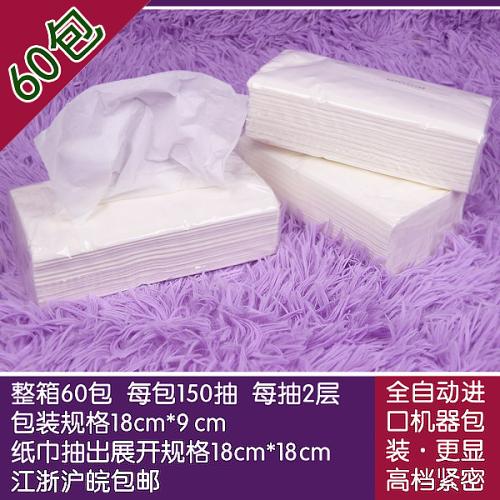 60包
整箱60包 每包150抽 每抽2层
包装规格18cm*9cm
纸巾抽出展开规格18cm*18cm
江浙沪皖包邮
全自动进
口机器包
装·更显
高档紧密